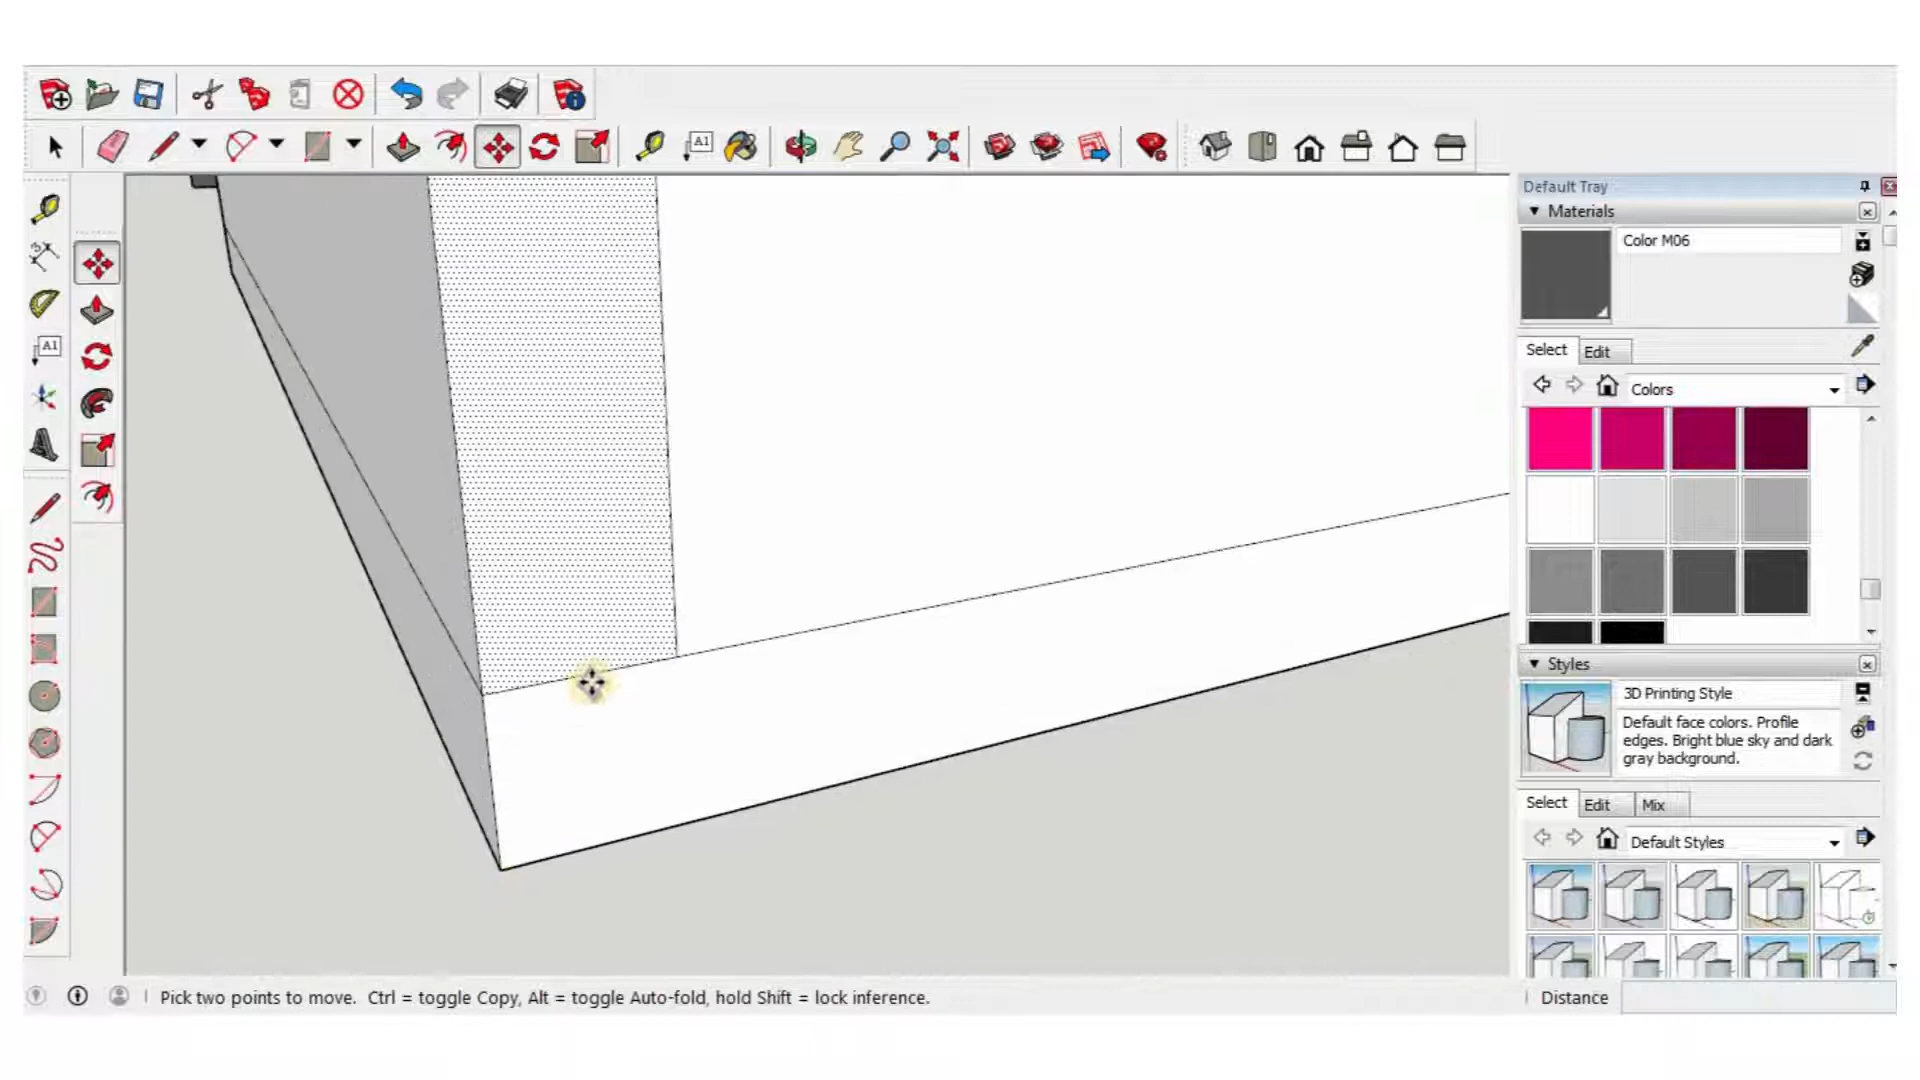 A1
Default Tray
Materials
Color M06
Select Edit
Colors
A1
Styles
3D Printing Style
Default face colors. Profile
edges. Bright blue sky and dark
gray background.
Select Edit Mix
Default Styles
Pick two points to move. Ctrl = toggle Copy, Alt = toggle Auto-fold, hold Shift = lock inference.
Distance